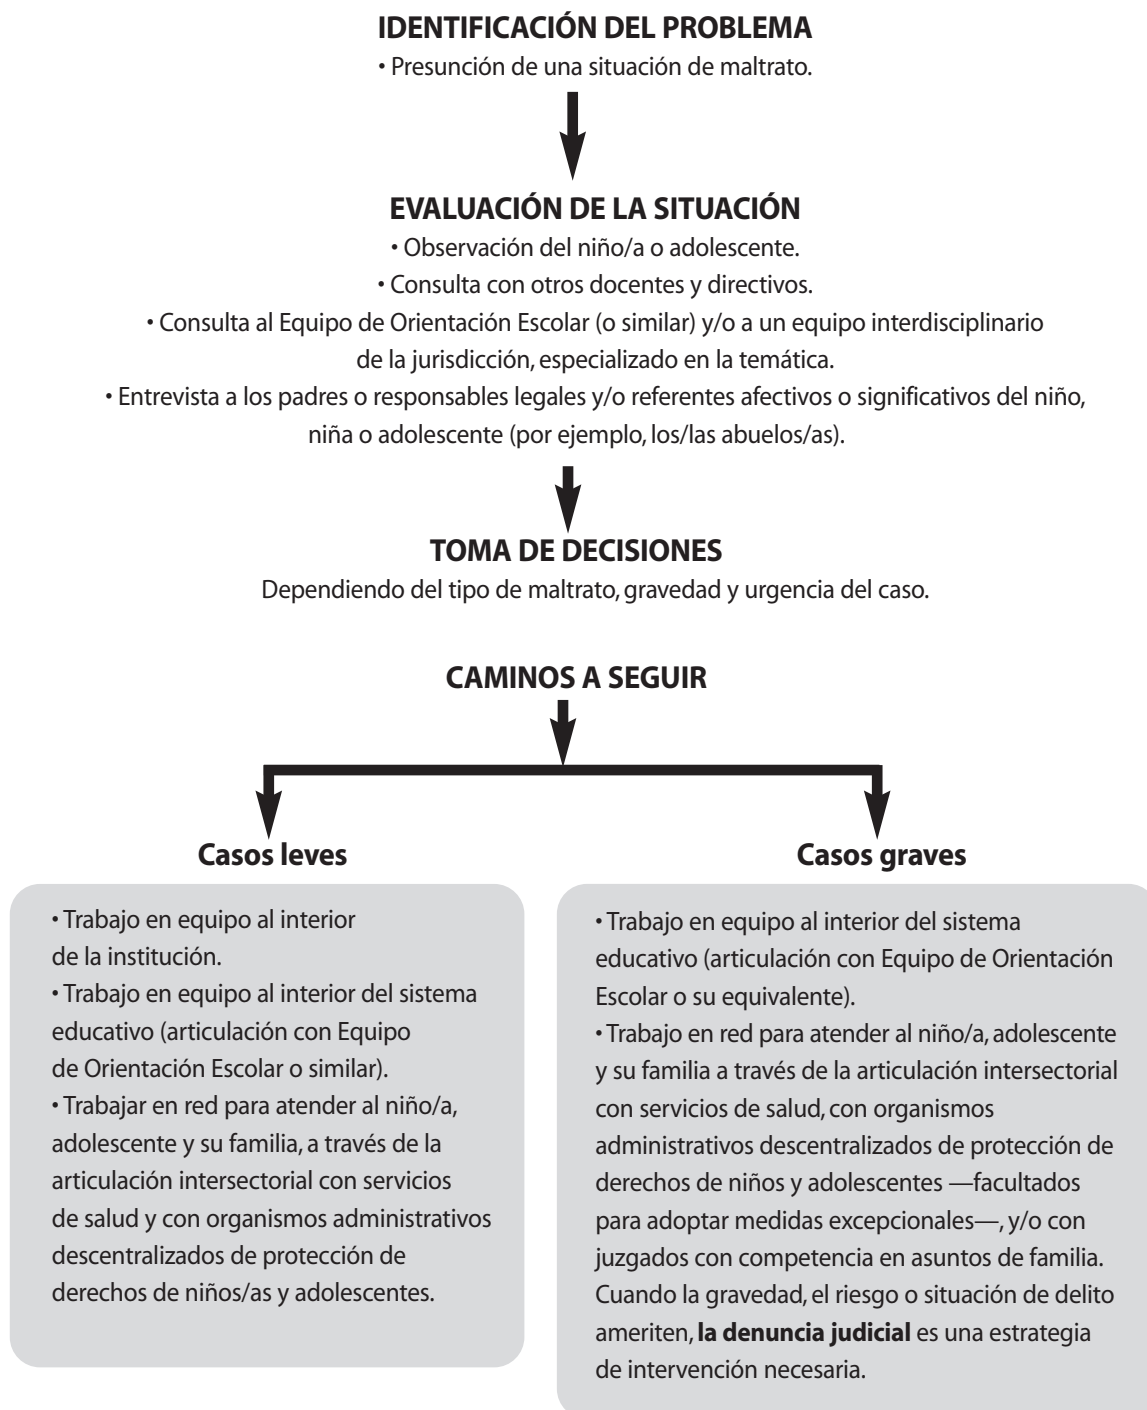 IDENTIFICACIÓN DEL PROBLEMA
• Presunción de una situación de maltrato.
EVALUACIÓN DE LA SITUACIÓN
• Observación del niño/a o adolescente.
• Consulta con otros docentes y directivos.
• Consulta al Equipo de Orientación Escolar (o similar) y/o a un equipo interdisciplinario
de la jurisdicción, especializado en la temática.
• Entrevista a los padres o responsables legales y/o referentes afectivos o significativos del niño,
niña o adolescente (por ejemplo, los/las abuelos/as).
TOMA DE DECISIONES
Dependiendo del tipo de maltrato, gravedad y urgencia del caso.
CAMINOS A SEGUIR
Casos leves
• Trabajo en equipo al interior
de la institución.
• Trabajo en equipo al interior del sistema
educativo (articulación con Equipo
de Orientación Escolar o similar).
• Trabajar en red para atender al niño/a,
adolescente y su familia, a través de la
articulación intersectorial con servicios
de salud y con organismos administrativos
descentralizados de protección de
derechos de niños/as y adolescentes.
Casos graves
• Trabajo en equipo al interior del sistema
educativo (articulación con Equipo de Orientación
Escolar o su equivalente).
• Trabajo en red para atender al niño/a, adolescente
y su familia a través de la articulación intersectorial
con servicios de salud, con organismos
administrativos descentralizados de protección de
derechos de niños y adolescentes —facultados
para adoptar medidas excepcionales—, y/o con
juzgados con competencia en asuntos de familia.
Cuando la gravedad, el riesgo o situación de delito
ameriten, la denuncia judicial es una estrategia
de intervención necesaria.